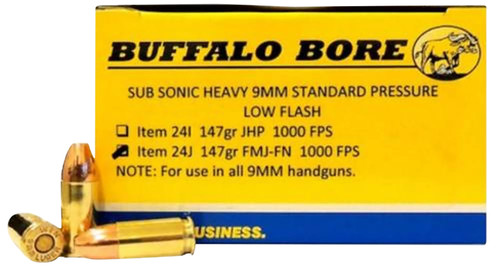 BUFFALO BORE
SUB SONIC HEAVY 9MM STANDARD PRESSURE
LOW FLASH
Item 24I 147gr JHP 1000 FPS
Item 24J 147gr FMJ-FN 1000 FPS
NOTE: For use in all 9MM handguns.
USINESS.